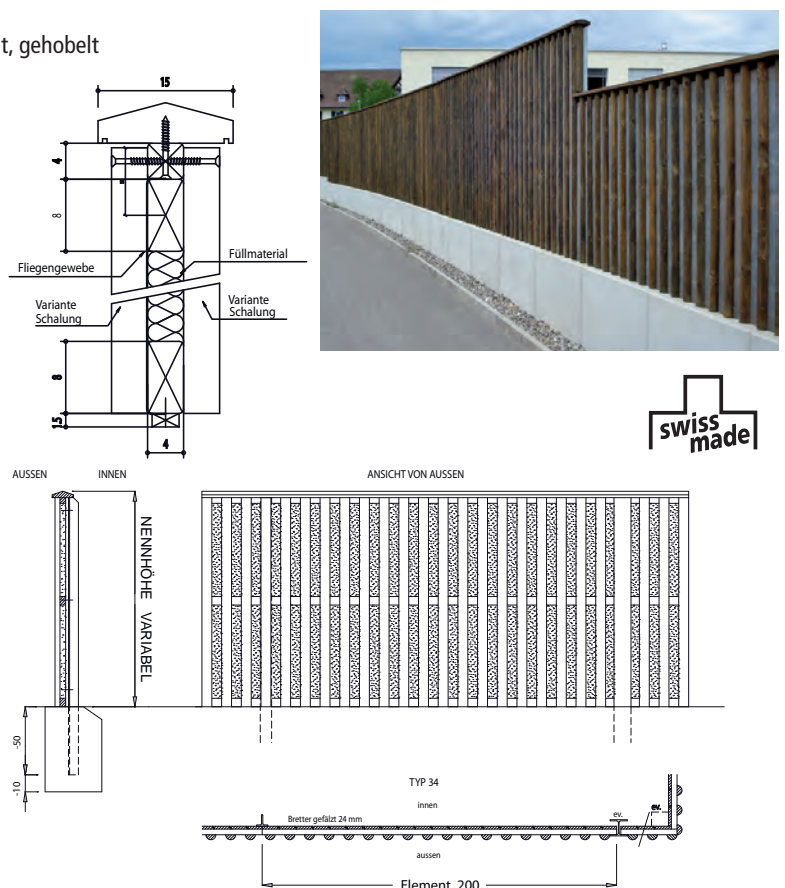 t, gehobelt
15
4
8
Fliegengewebe
Füllmaterial
Variante
Schalung
Variante
Schalung
8
1.5
4
swiss
made
AUSSEN
INNEN
ANSICHT VON AUSSEN
NENNHÖHE VARIABEL
-50
-10
TYP 34
innen
Bretter gefälzt 24 mm
ev.
ev.
aussen
Element 200